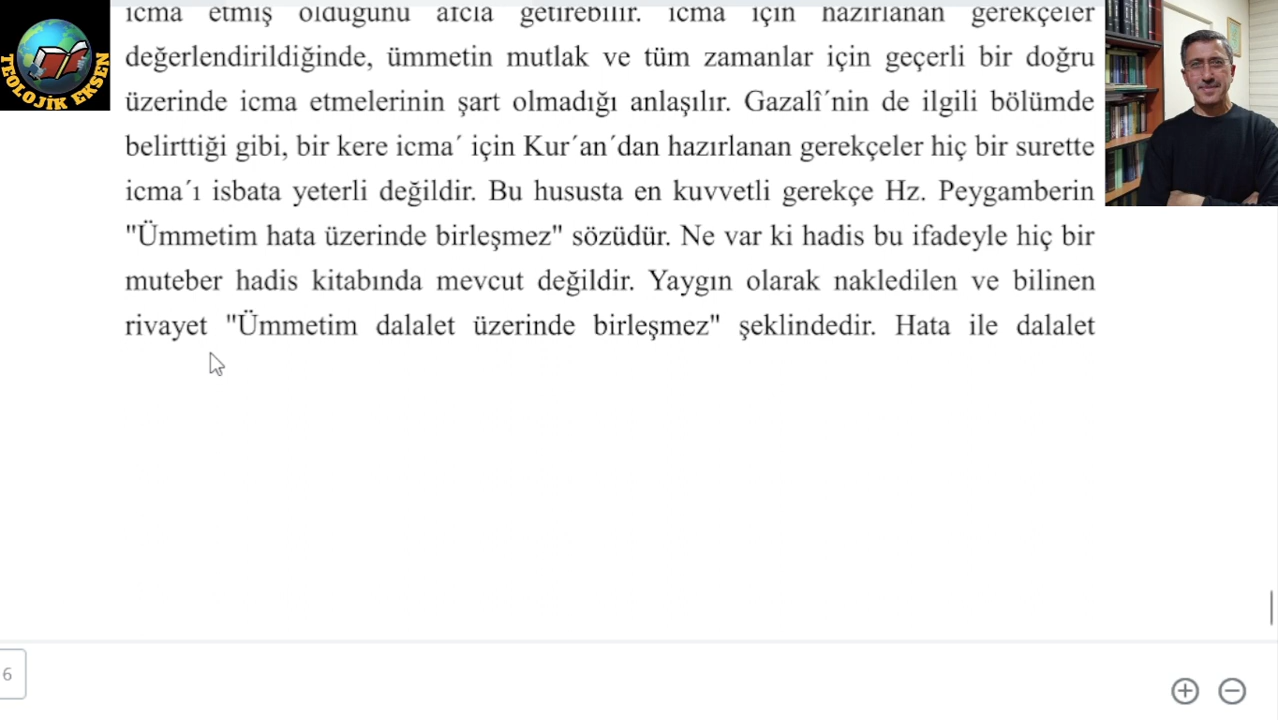 icma etmiş olduğunu afcla getirebilir. icma için hazırlanan gerekçeler
değerlendirildiğinde, ümmetin mutlak ve tüm zamanlar için geçerli bir doğru
üzerinde icma etmelerinin şart olmadığı anlaşılır. Gazalî´nin de ilgili bölümde
belirttiği gibi, bir kere icma´ için Kur´an´dan hazırlanan gerekçeler hiç bir surette
icma´ı isbata yeterli değildir. Bu hususta en kuvvetli gerekçe Hz. Peygamberin
"Ümmetim hata üzerinde birleşmez" sözüdür. Ne var ki hadis bu ifadeyle hiç bir
muteber hadis kitabında mevcut değildir. Yaygın olarak nakledilen ve bilinen
rivayet "Ümmetim dalalet üzerinde birleşmez" şeklindedir. Hata ile dalalet
TEOLOJİK EKSEN
6